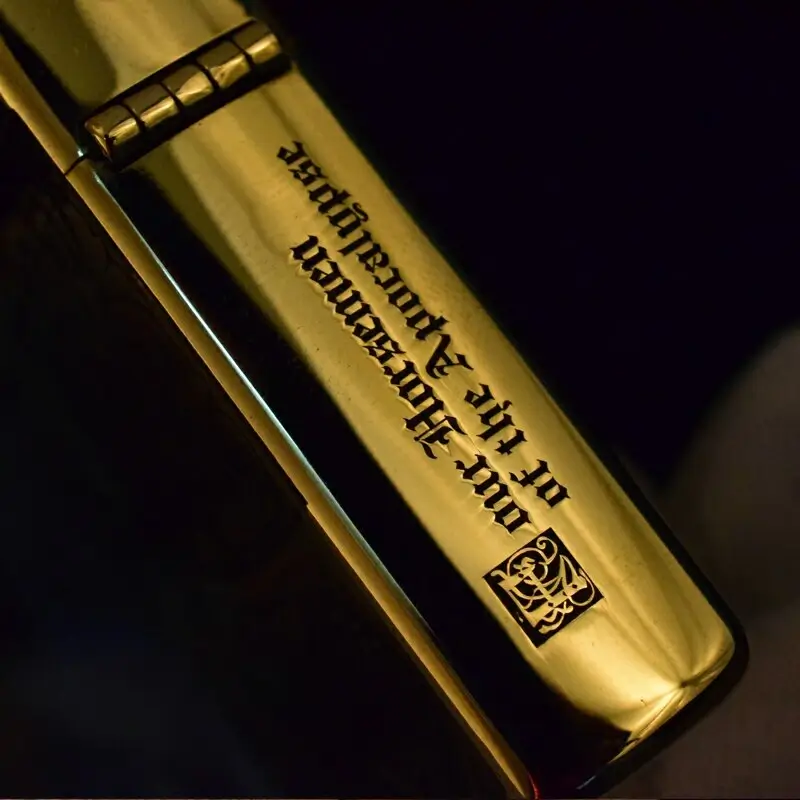 Four Horsemen
of the Apocalypse